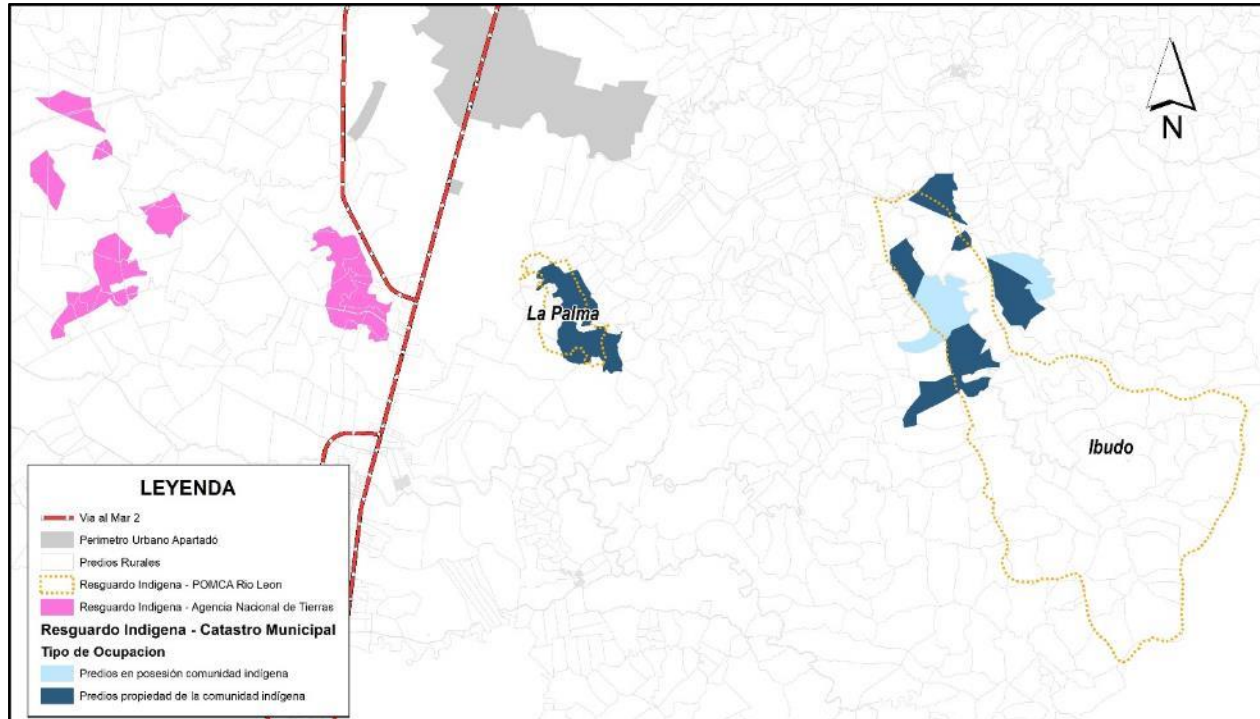 N
La Palma
Ibudo
LEYENDA
Via al Mar 2
Perimetro Urbano Apartadó
Predios Rurales
Resguardo Indigena - POMCA Rio Leon
Resguardo Indigena - Agencia Nacional de Tierras
Resguardo Indigena - Catastro Municipal
Tipo de Ocupacion
Predios en posesión comunidad indígena
Predios propiedad de la comunidad indígena